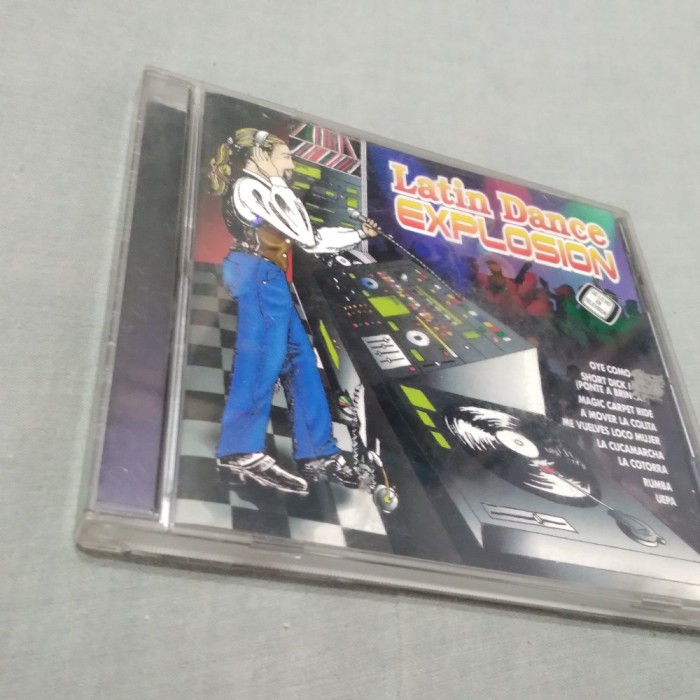 Latin Dance
EXPLOSION
OYE COMO
SHORT DICK
(PONTE A
MAGIC CARPET RIDE
A MOVER LA COLITA
ME VUELVES LOCO MUJER
LA CUCAMARCHA
LA COTORRA
RUMBA
UEPA